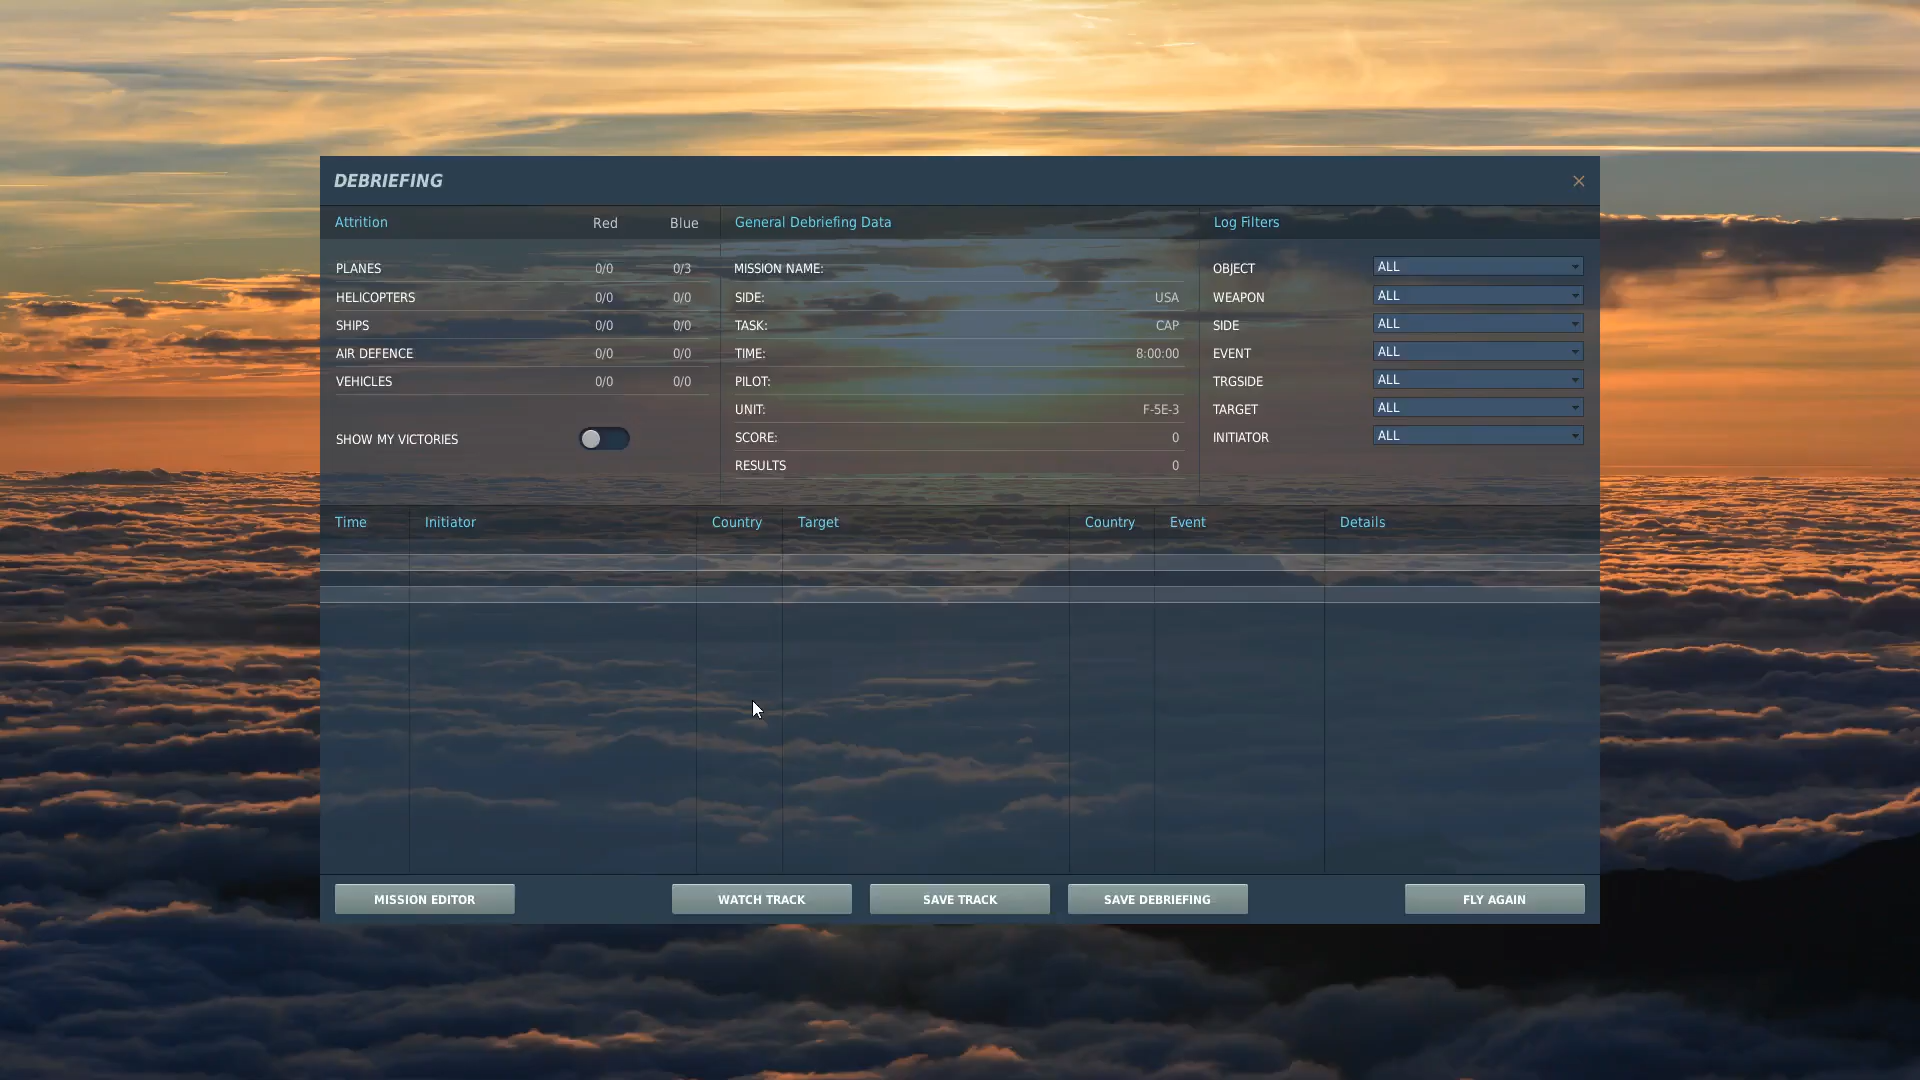 DEBRIEFING
Attrition Red Blue
PLANES 0/0 0/3
HELICOPTERS 0/0 0/0
SHIPS 0/0 0/0
AIR DEFENCE 0/0 0/0
VEHICLES 0/0 0/0
SHOW MY VICTORIES
General Debriefing Data
MISSION NAME:
SIDE: USA
TASK: CAP
TIME: 8:00:00
PILOT:
UNIT: F-5E-3
SCORE: 0
RESULTS 0
Log Filters
OBJECT ALL
WEAPON ALL
SIDE ALL
EVENT ALL
TRGSIDE ALL
TARGET ALL
INITIATOR ALL
Time Initiator Country Target Country Event Details
MISSION EDITOR WATCH TRACK SAVE TRACK SAVE DEBRIEFING FLY AGAIN